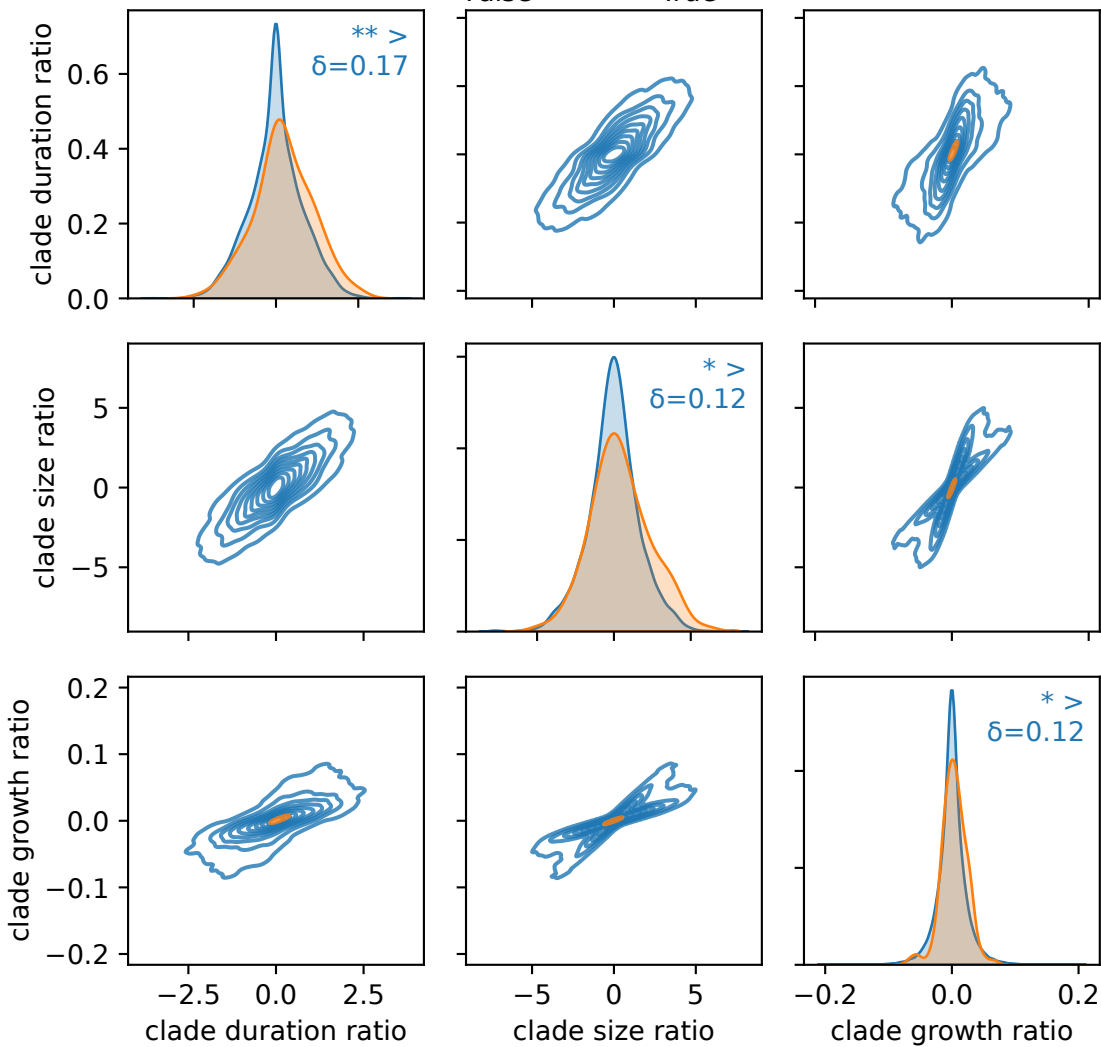 clade duration ratio
0.6
0.4
0.2
0.0
** >
δ=0.17
clade size ratio
5
0
−5
* >
δ=0.12
clade growth ratio
0.2
0.1
0.0
−0.1
−0.2
* >
δ=0.12
−2.5 0.0 2.5
−5 0 5
−0.2 0.0 0.2
clade duration ratio
clade size ratio
clade growth ratio